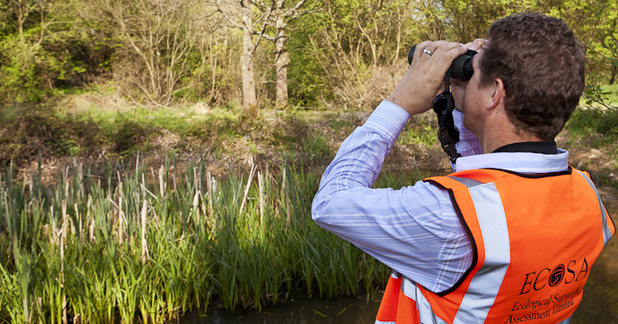 ECOSA
Ecological Survey &
Assessment Limited